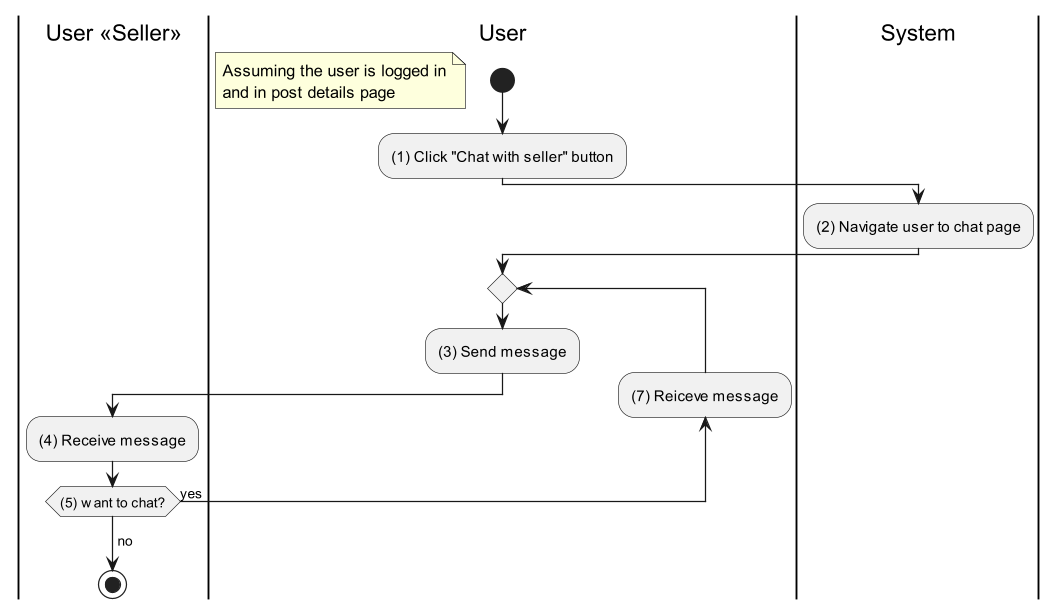 User «Seller»
User
System
Assuming the user is logged in
and in post details page
(1) Click "Chat with seller" button
(2) Navigate user to chat page
(3) Send message
(7) Reiceve message
(4) Receive message
(5) want to chat?
yes
no